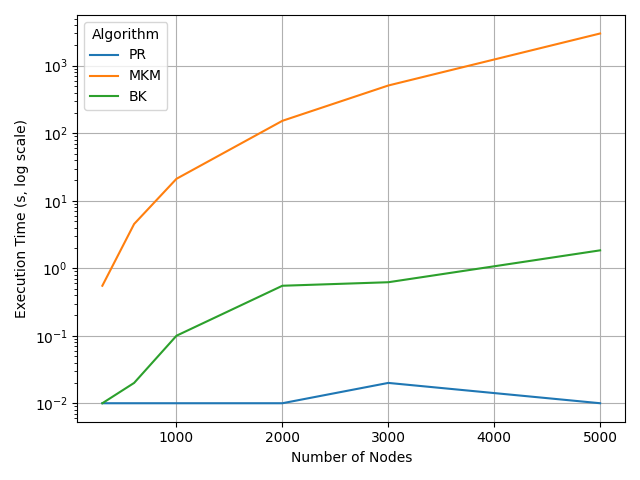 Algorithm
PR
MKM
BK
Execution Time (s, log scale)
10³
10²
10¹
10⁰
10⁻¹
10⁻²
1000 2000 3000 4000 5000
Number of Nodes